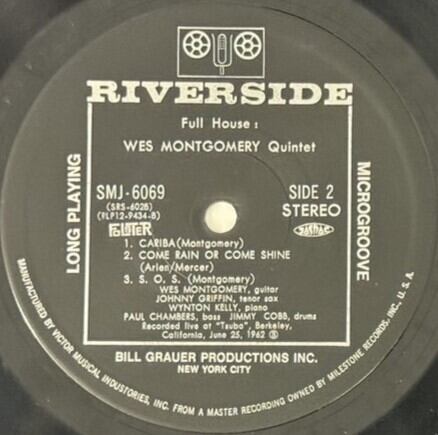 RIVERSIDE
Full House:
WES MONTGOMERY Quintet
SMJ-6069
(SRS-6028)
(RLP12-9434-B)
SIDE 2
STEREO
LONG PLAYING
MICROGROOVE
1. CARIBA (Montgomery)
2. COME RAIN OR COME SHINE
(Arlen/Mercer)
3. S. O. S. (Montgomery)
WES MONTGOMERY, guitar
JOHNNY GRIFFIN, tenor sax
WYNTON KELLY, piano
PAUL CHAMBERS, bass JIMMY COBB, drums
Recorded live at "Tsubo", Berkeley,
California, June 25, 1962 Ⓢ
BILL GRAUER PRODUCTIONS INC.
NEW YORK CITY
MANUFACTURED BY VICTOR MUSICAL INDUSTORIES, INC. FROM A MASTER RECORDING OWNED BY MILESTONE RECORDS, INC., U. S. A.